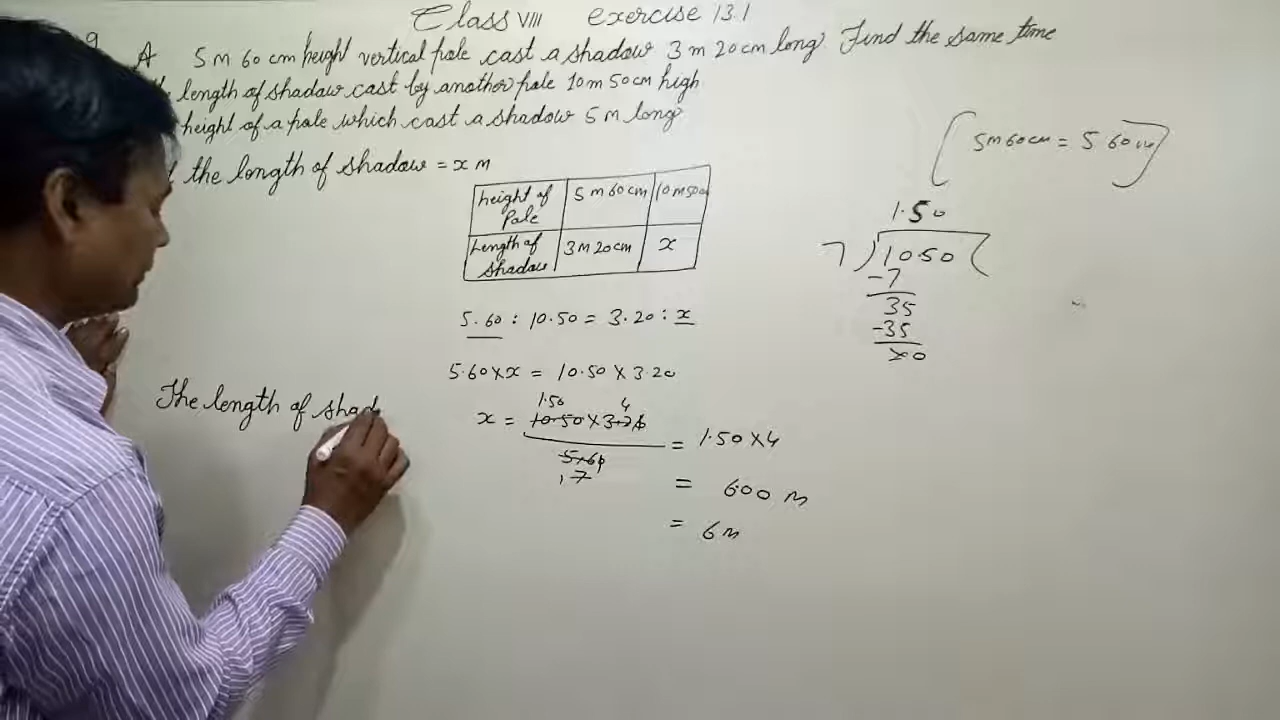 Class VIII exercise 13.1
9
A 5 m 60 cm height vertical pole cast a shadow 3 m 20 cm long. Find the same time
length of shadow cast by another pole 10 m 50 cm high
height of a pole which cast a shadow 5 m long
the length of shadow = x m
height of Pole 5 m 60 cm 10 m 50
Length of shadow 3 m 20 cm x
5.60 : 10.50 = 3.20 : x
5.60 × x = 10.50 × 3.20
1.50 4
x = 10.50 × 3.20
5.60
7
= 1.50 × 4
= 6.00 m
= 6 m
The length of shad
5 m 60 cm = 5 60
1.50
7 ) 1050 (
-7
35
-35
×0